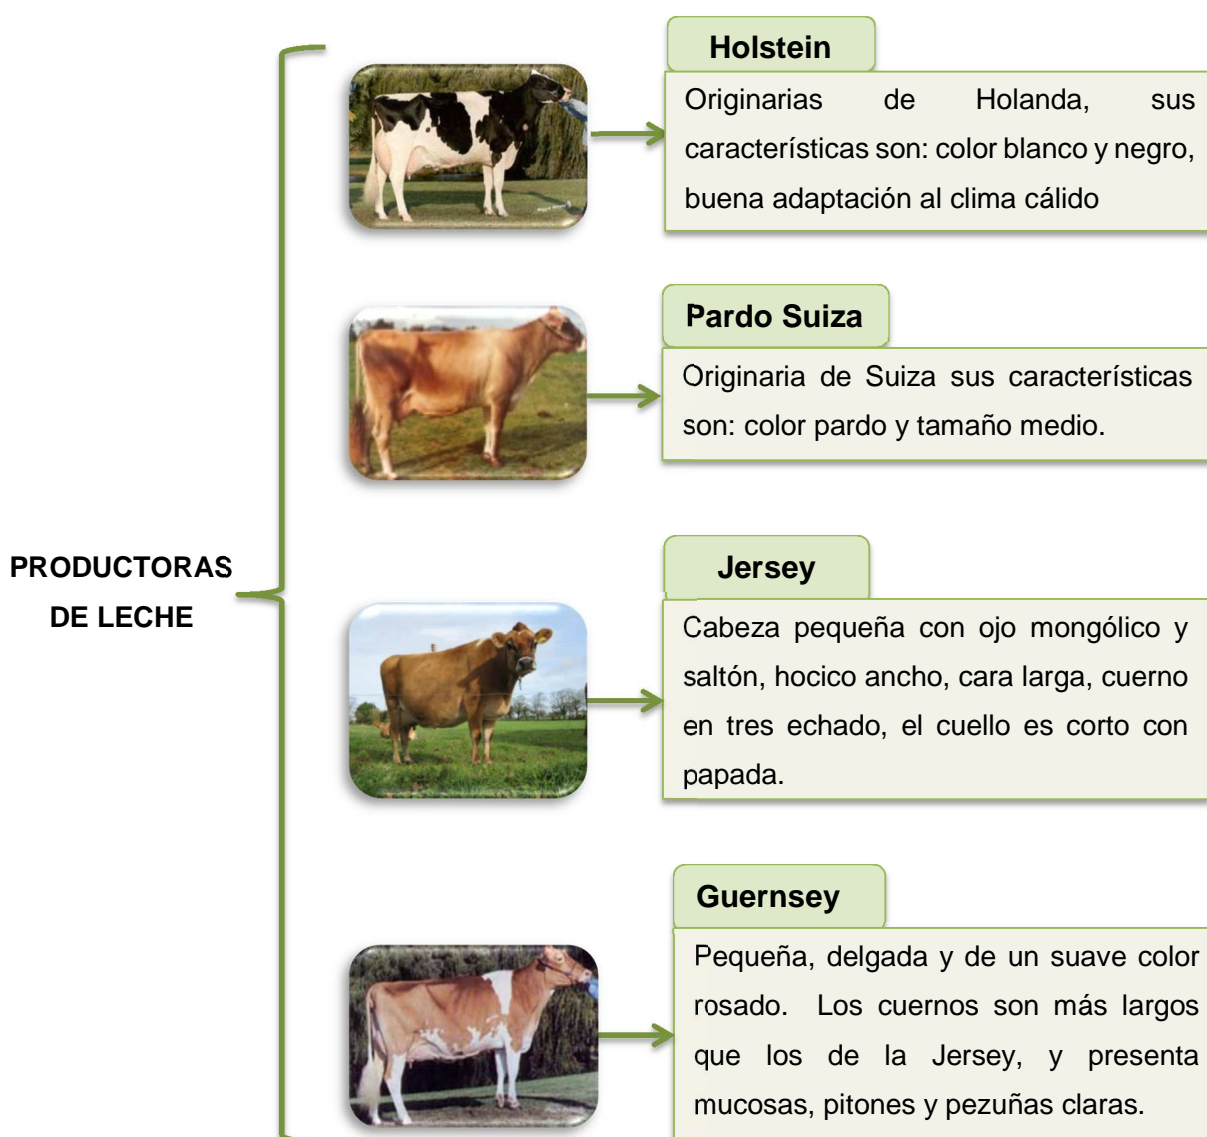 Holstein
Originarias de Holanda, sus
características son: color blanco y negro,
buena adaptación al clima cálido
Pardo Suiza
Originaria de Suiza sus características
son: color pardo y tamaño medio.
PRODUCTORAS
DE LECHE
Jersey
Cabeza pequeña con ojo mongólico y
saltón, hocico ancho, cara larga, cuerno
en tres echado, el cuello es corto con
papada.
Guernsey
Pequeña, delgada y de un suave color
rosado. Los cuernos son más largos
que los de la Jersey, y presenta
mucosas, pitones y pezuñas claras.